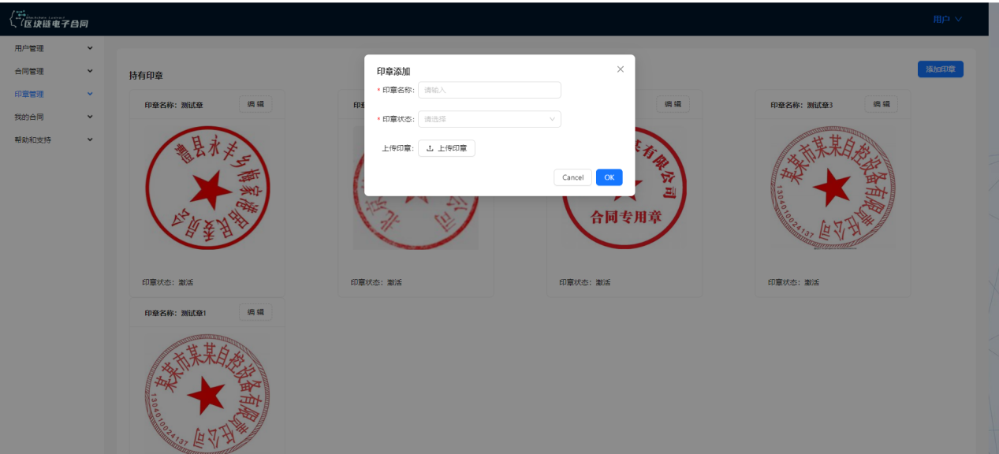 区块链电子合同
用户
用户管理
合同管理
印章管理
我的合同
帮助和支持
持有印章
添加印章
印章添加
* 印章名称: 请输入
* 印章状态: 请选择
上传印章: 上传印章
Cancel OK
印章名称: 测试章 编 辑
澧县永丰乡梅家港居民委员会
印章状态: 激活
公司
印章状态: 激活
编 辑
有限公司
合同专用章
印章状态: 激活
印章名称: 测试章3 编 辑
某某市某某自控设备有限责任公司
1304010024137
印章状态: 激活
印章名称: 测试章1 编 辑
某某市某某自控设备有限责任公司
1304010024137